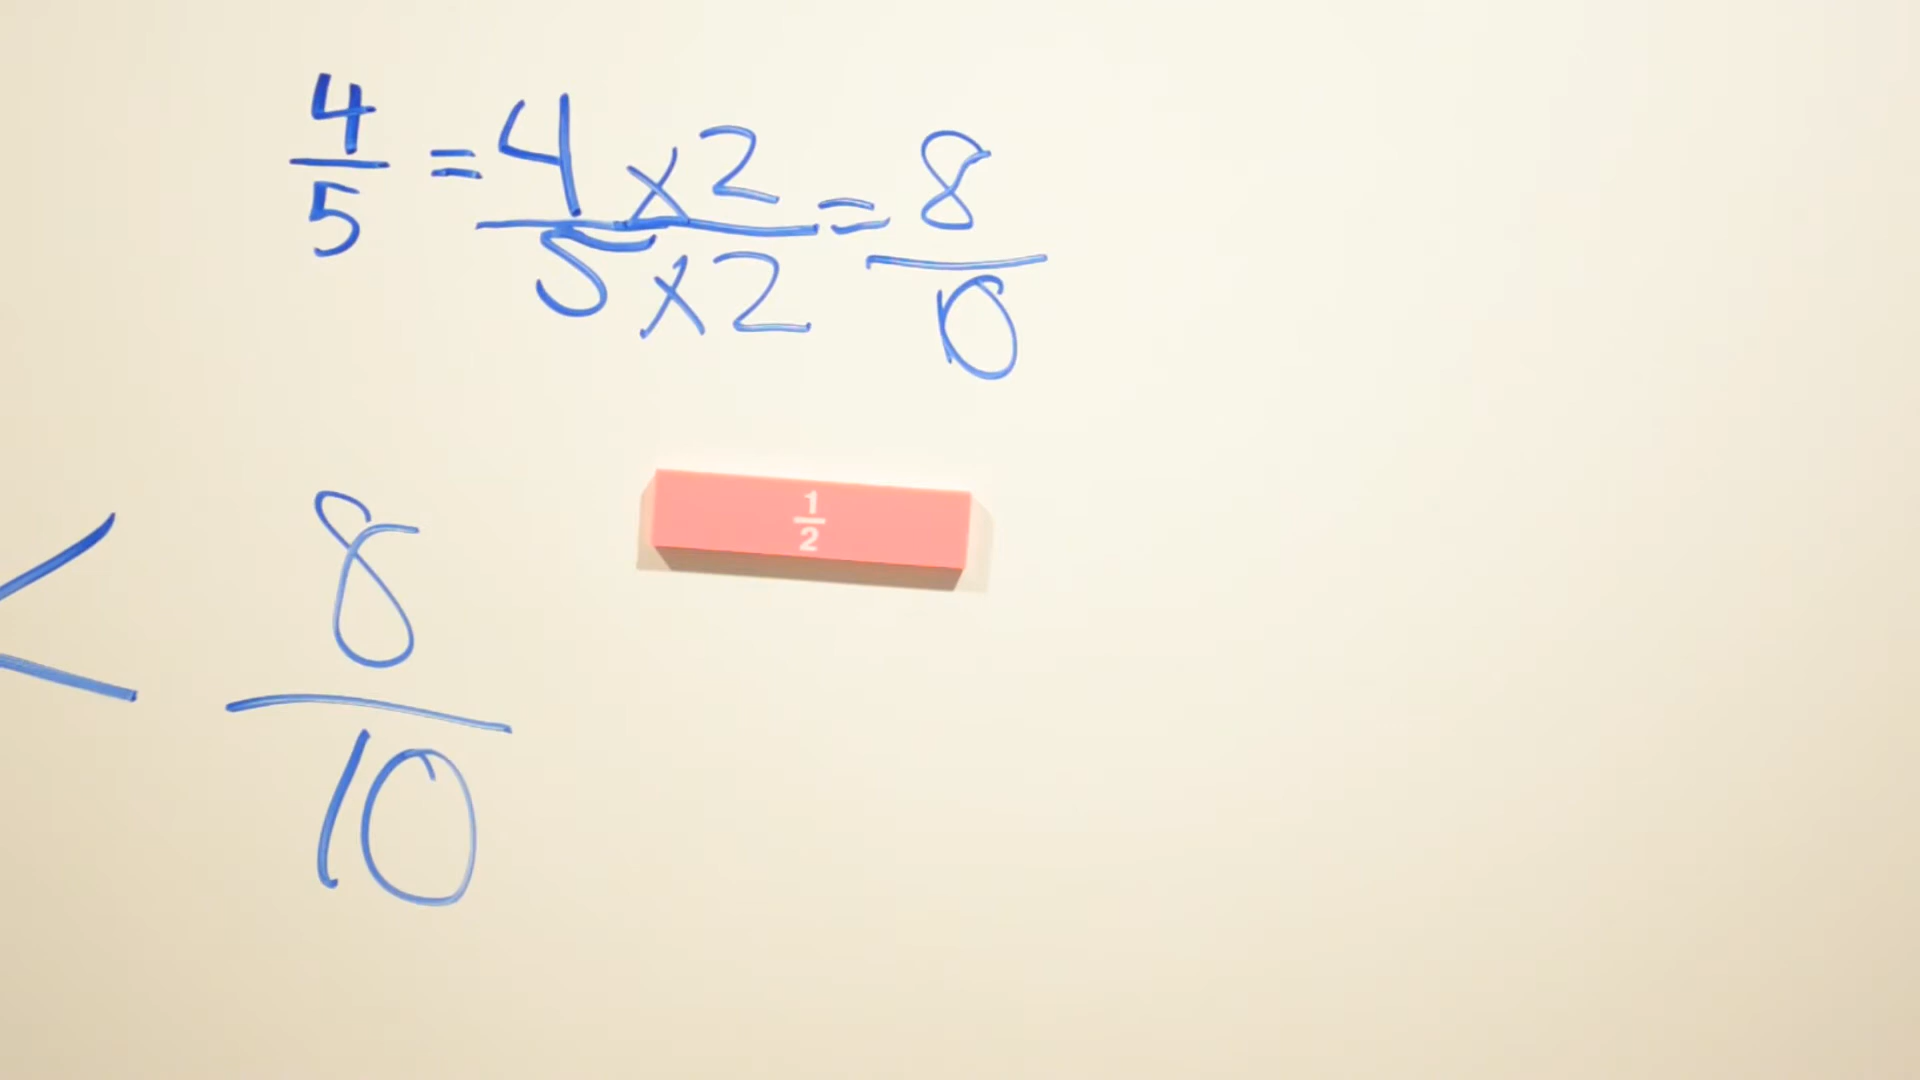 4/5 = 4x2/5x2 = 8/10
1/2
< 8/10